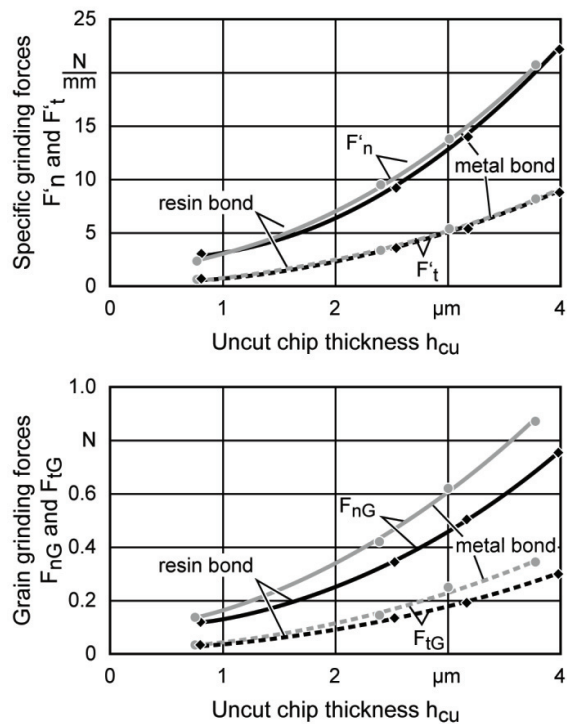 25
N
mm
20
15
10
5
0
Specific grinding forces
F'n and F't
F'n
resin bond
metal bond
F't
0 1 2 µm 4
Uncut chip thickness hcu
1.0
N
0.6
0.4
0.2
0
Grain grinding forces
FnG and FtG
FnG
resin bond
metal bond
FtG
0 1 2 µm 4
Uncut chip thickness hcu